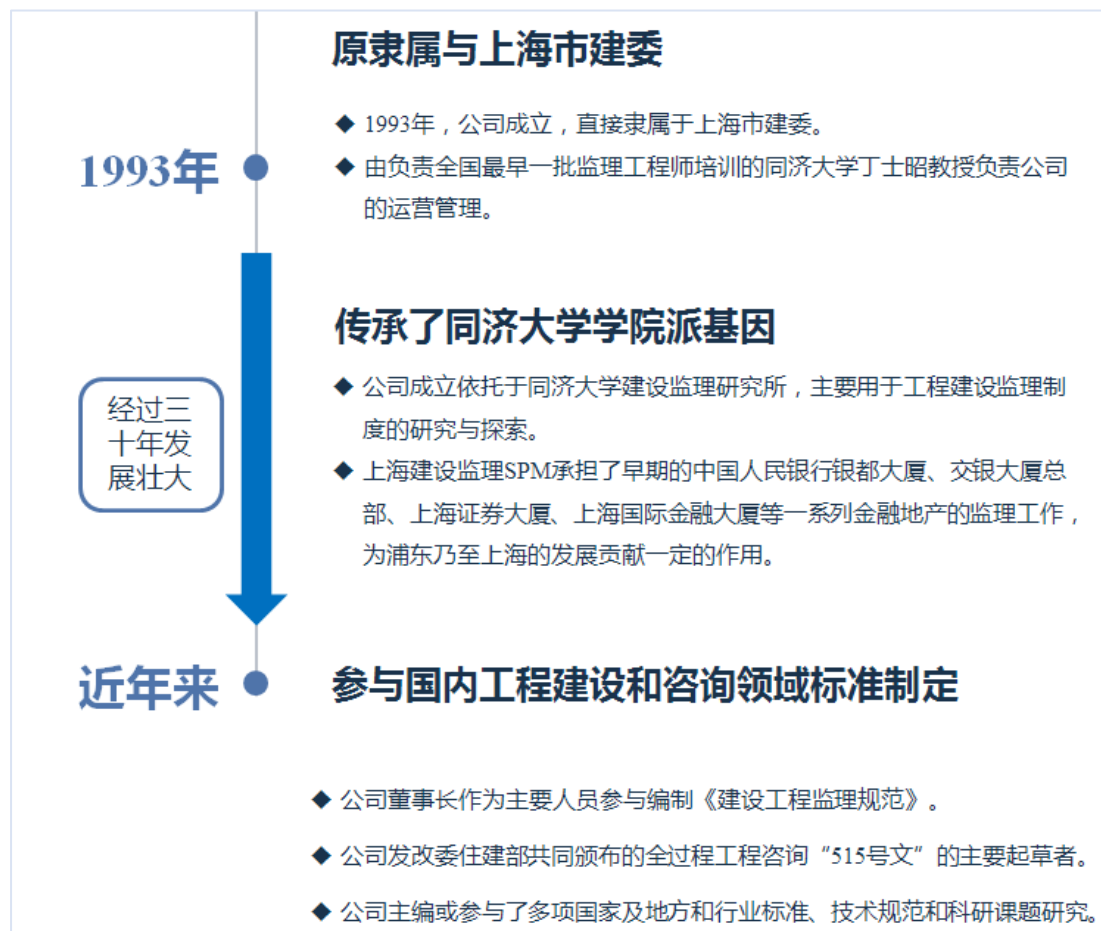 原隶属与上海市建委
◆ 1993年，公司成立，直接隶属于上海市建委。
1993年
◆ 由负责全国最早一批监理工程师培训的同济大学丁士昭教授负责公司
的运营管理。
传承了同济大学学院派基因
◆ 公司成立依托于同济大学建设监理研究所，主要用于工程建设监理制
度的研究与探索。
经过三
十年发
展壮大
◆ 上海建设监理SPM承担了早期的中国人民银行银都大厦、交银大厦总
部、上海证券大厦、上海国际金融大厦等一系列金融地产的监理工作，
为浦东乃至上海的发展贡献一定的作用。
近年来
参与国内工程建设和咨询领域标准制定
◆ 公司董事长作为主要人员参与编制《建设工程监理规范》。
◆ 公司发改委住建部共同颁布的全过程工程咨询“515号文”的主要起草者。
◆ 公司主编或参与了多项国家及地方和行业标准、技术规范和科研课题研究。